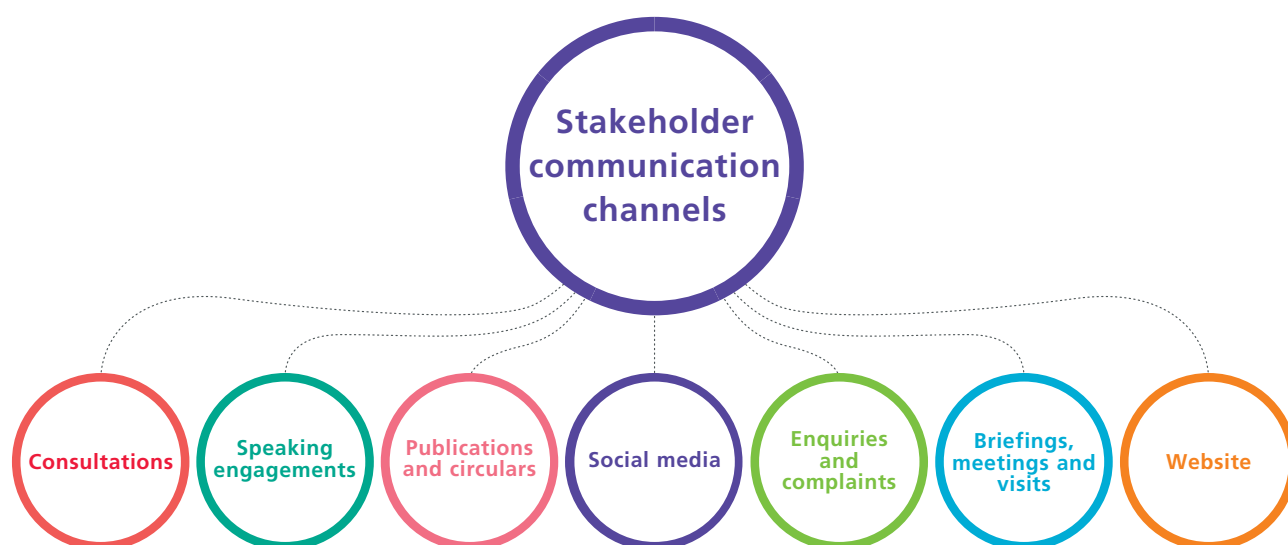 Stakeholder
communication
channels
Consultations
Speaking
engagements
Publications
and circulars
Social media
Enquiries
and
complaints
Briefings,
meetings and
visits
Website